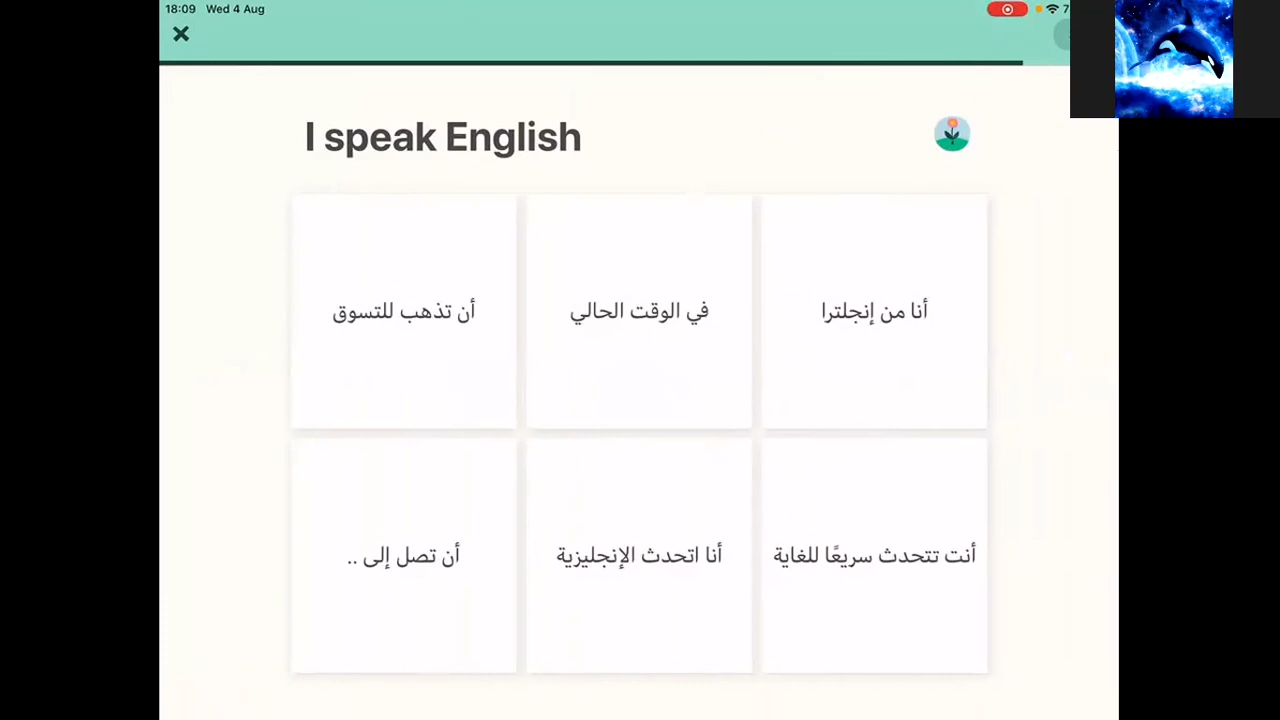 18:09 Wed 4 Aug
7
I speak English
أن تذهب للتسوق
في الوقت الحالي
أنا من إنجلترا
أن تصل إلى ..
أنا اتحدث الإنجليزية
أنت تتحدث سريعًا للغاية